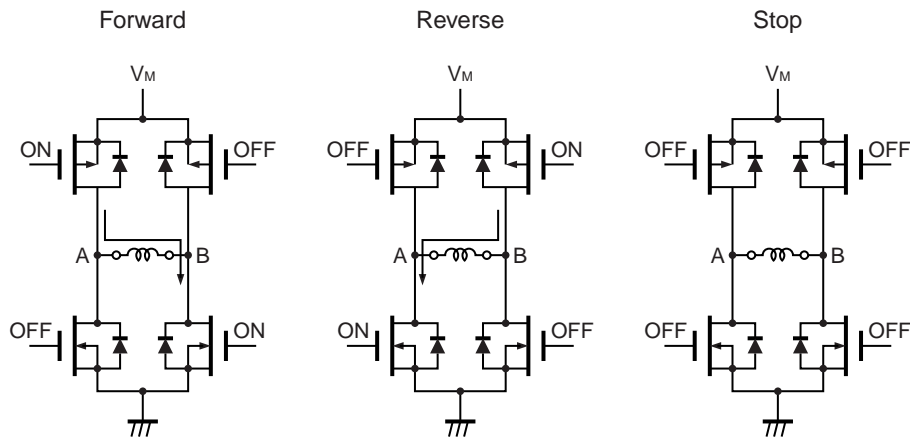 Forward Reverse Stop
VM VM VM
ON OFF OFF ON OFF OFF
A B A B A B
OFF ON ON OFF OFF OFF